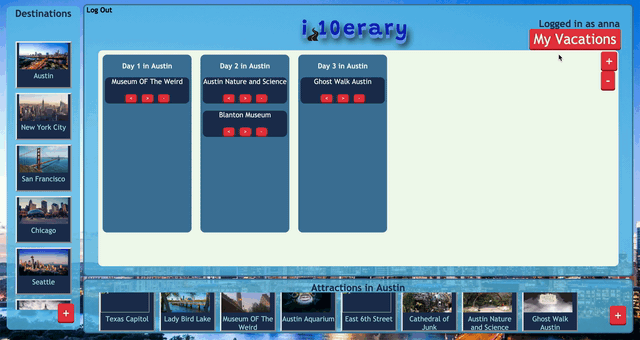 Destinations
Austin
New York City
San Francisco
Chicago
Seattle
+
Log Out
i 10erary
Logged in as anna
My Vacations
+
-
Day 1 in Austin
Museum OF The Weird
< > -
Day 2 in Austin
Austin Nature and Science
< > -
Blanton Museum
< > -
Day 3 in Austin
Ghost Walk Austin
< > -
Attractions in Austin
Texas Capitol
Lady Bird Lake
Museum OF The
Weird
Austin Aquarium
East 6th Street
Cathedral of
Junk
Austin Nature
and Science
Ghost Walk
Austin
+